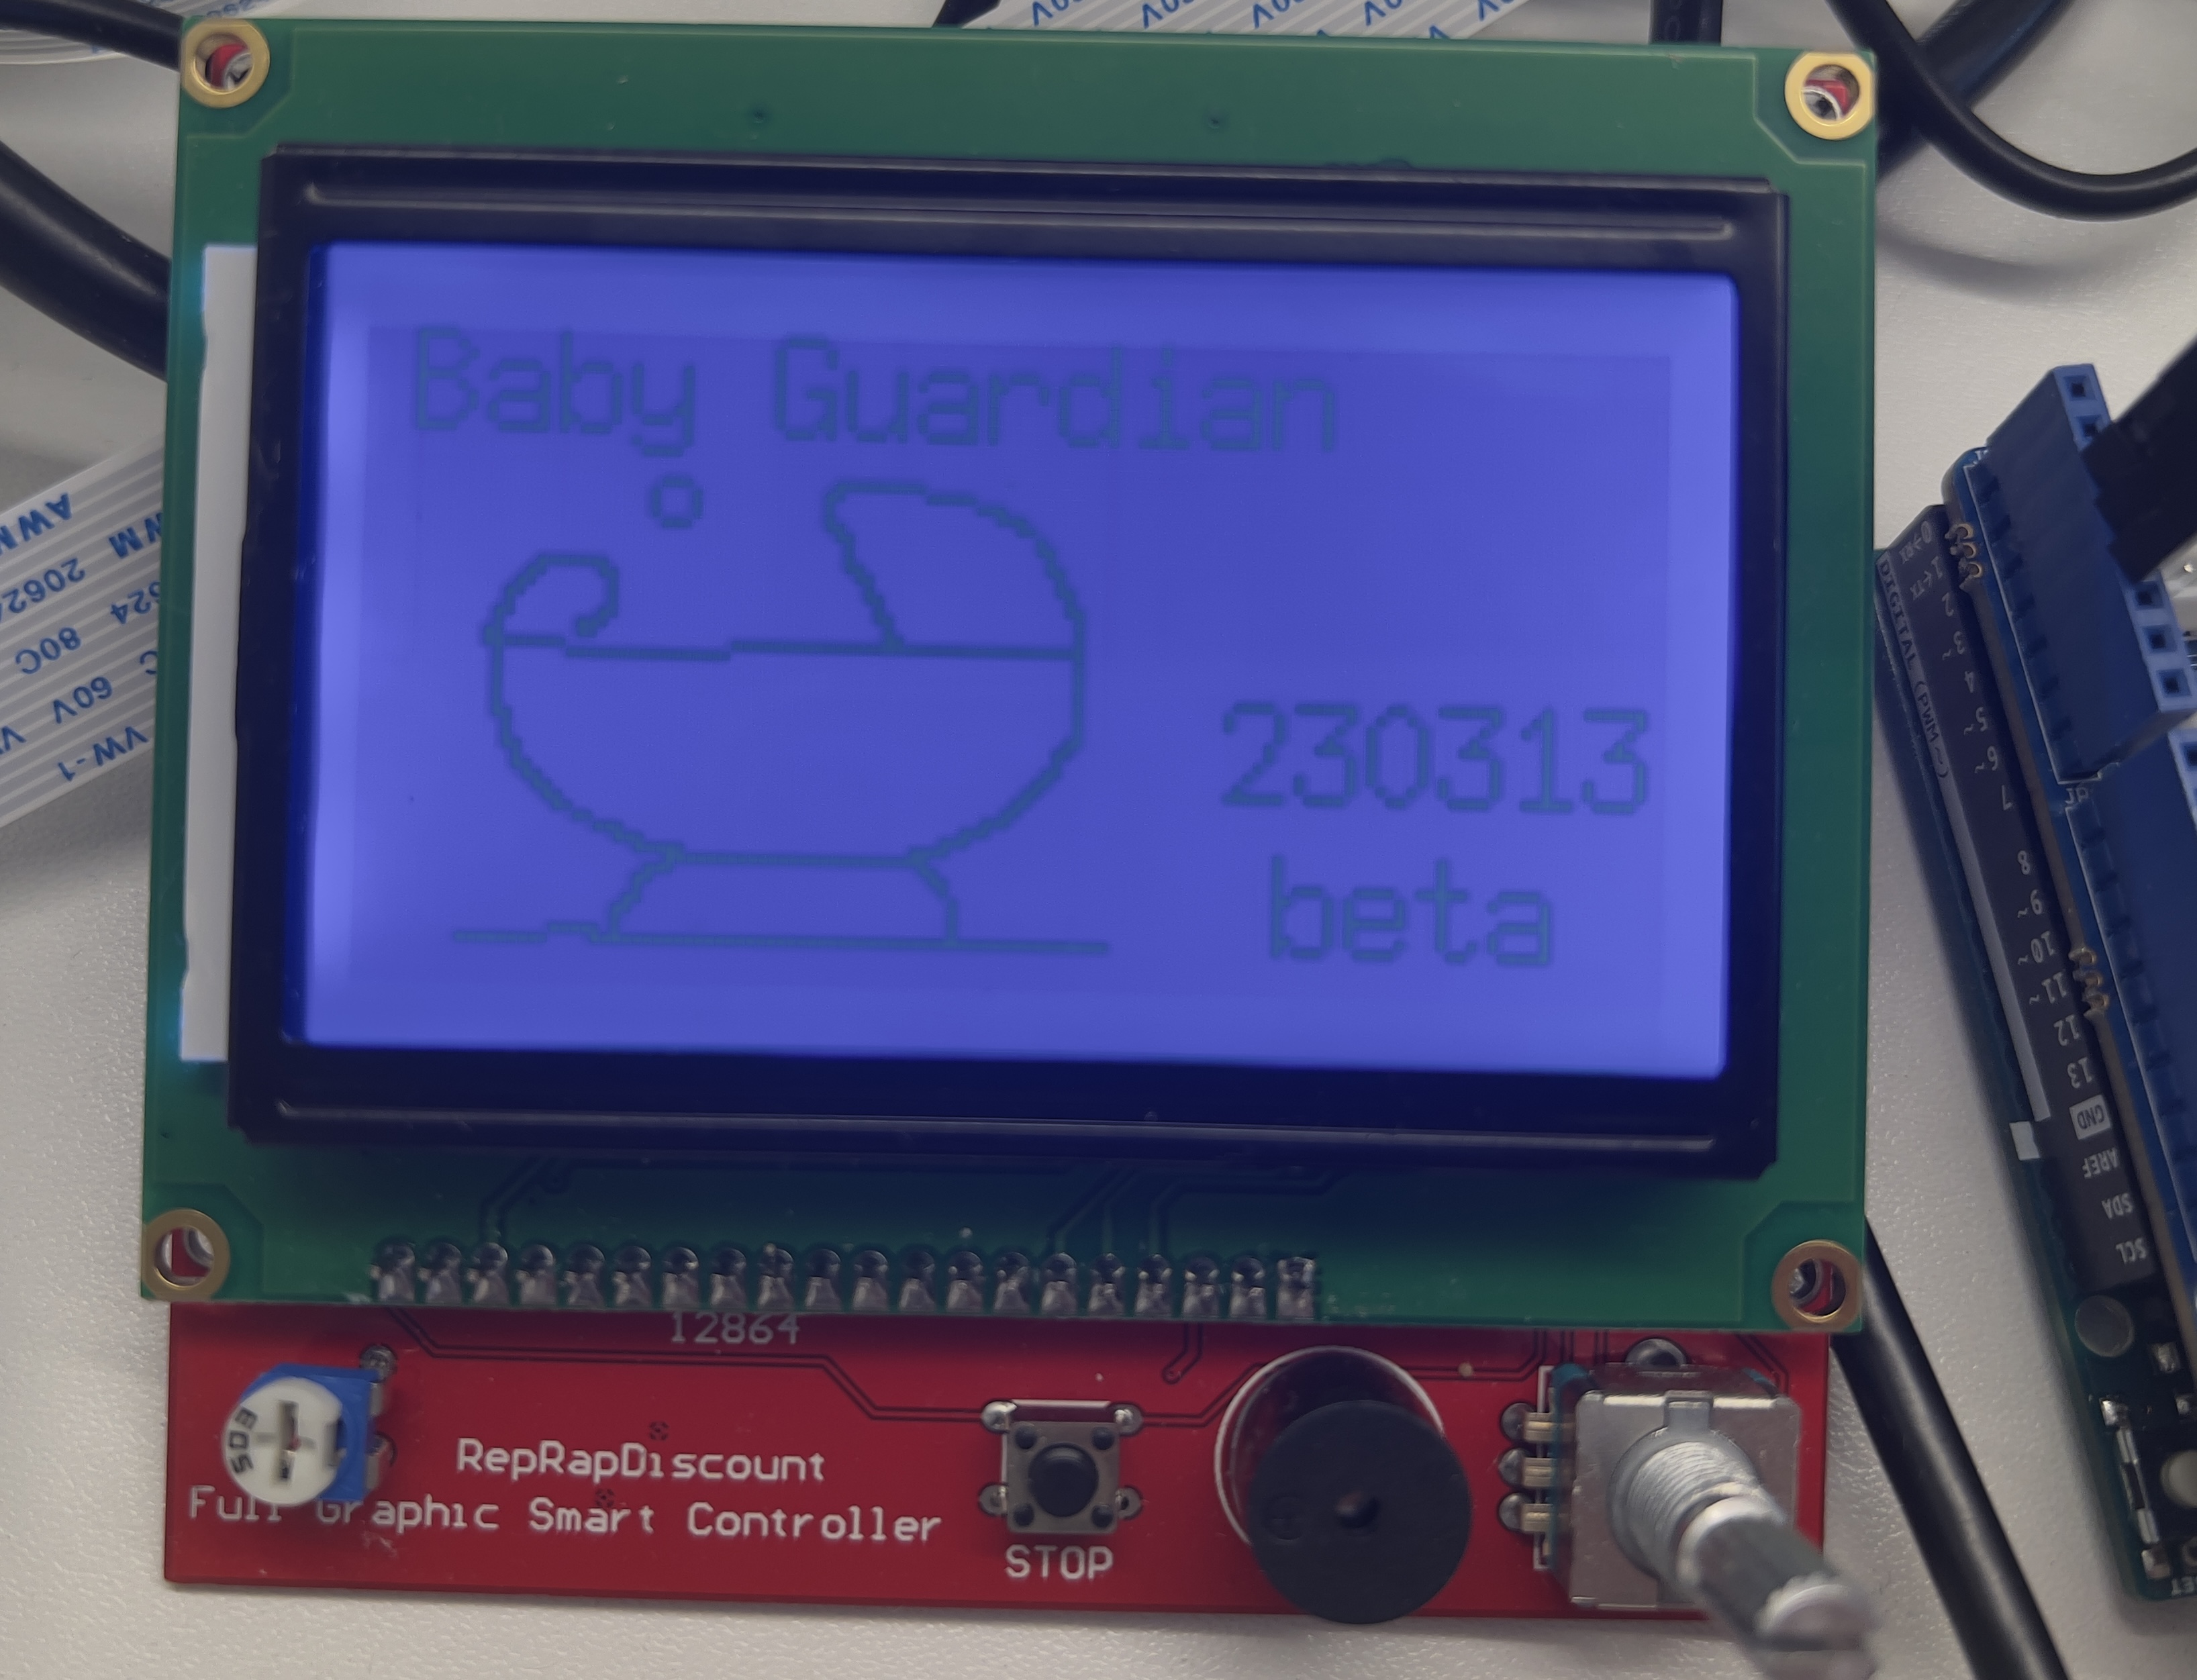 Baby Guardian
230313
beta
12864
RepRapDiscount
Full Graphic Smart Controller
STOP
503
AWM 20624 80C 60V VW-1
DIGITAL (PWM~)
0→RX
1←TX
2
~3
4
~5
~6
7
8
~9
~10
~11
12
13
GND
AREF
SDA
SCL